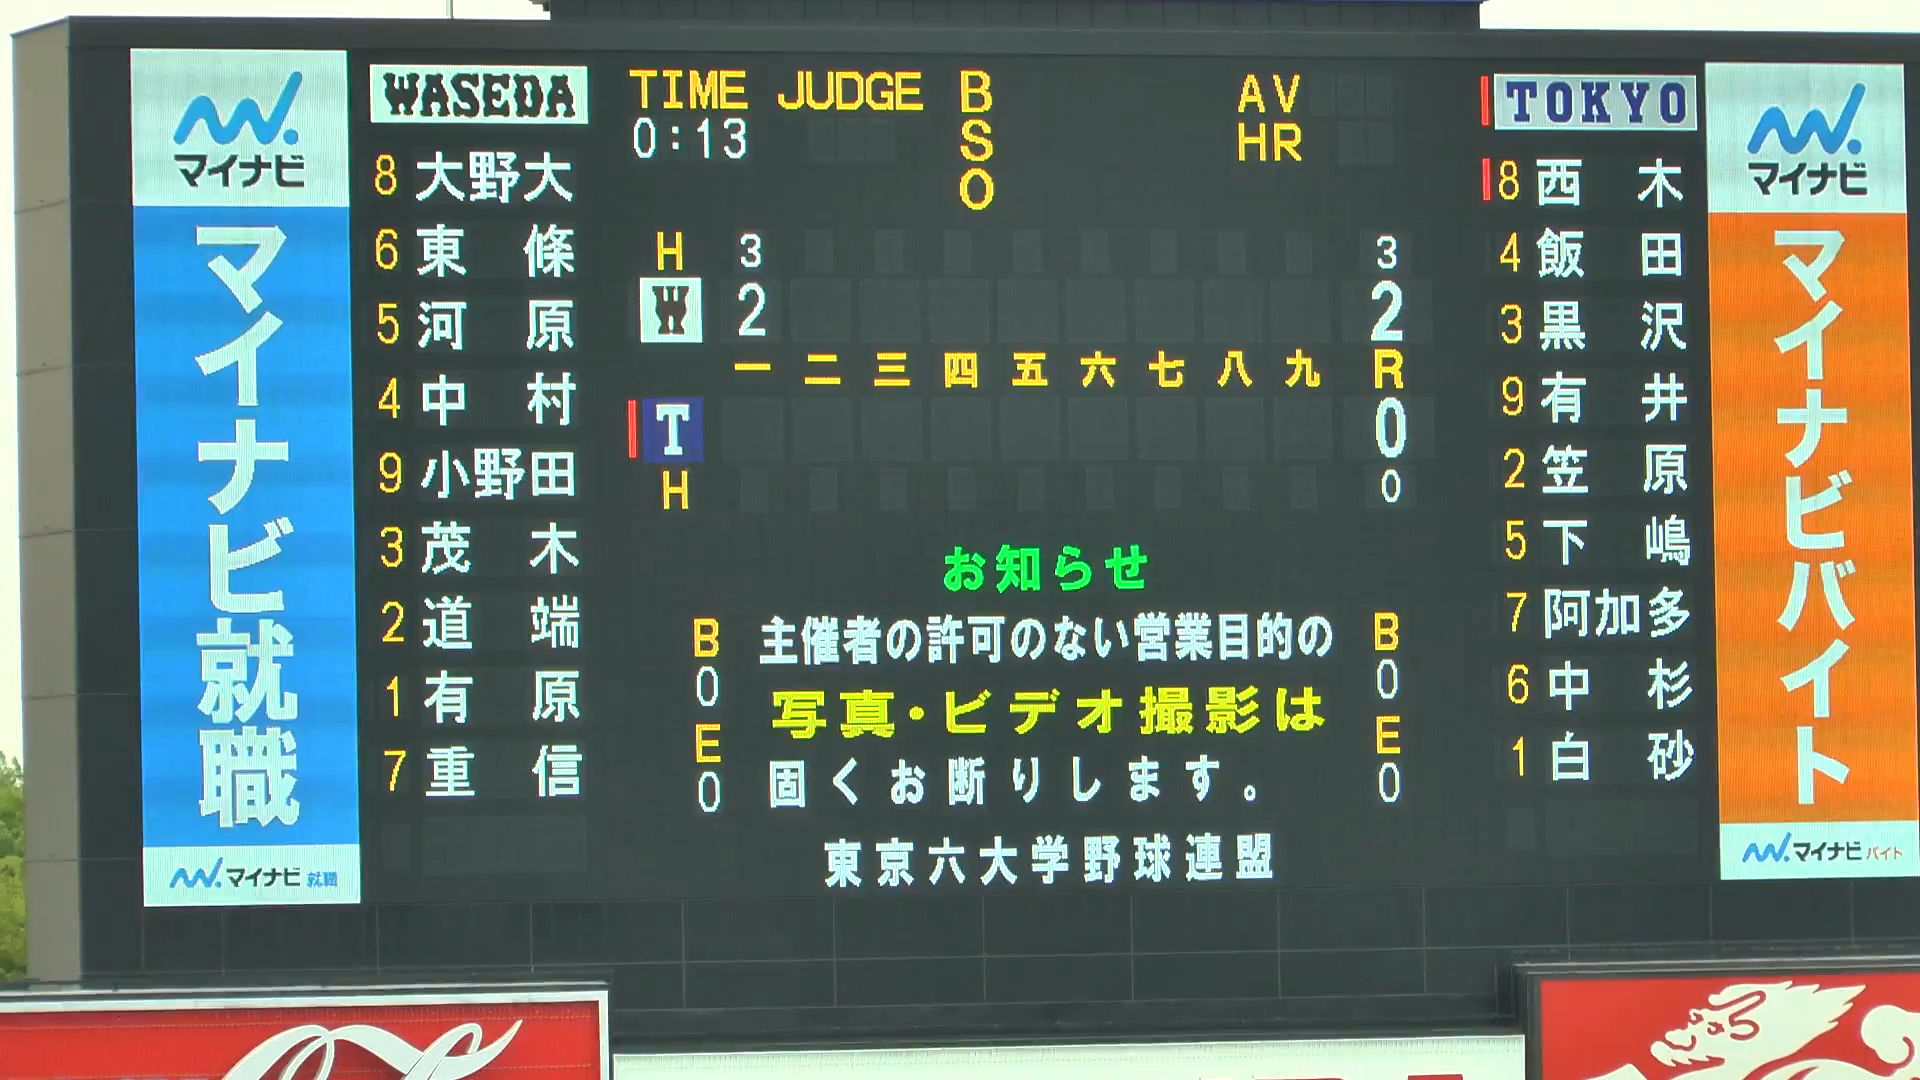 マイナビ
マイナビ就職
マイナビ 就職
WASEDA
8 大野大
6 東條
5 河原
4 中村
9 小野田
3 茂木
2 道端
1 有原
7 重信
TIME JUDGE B AV
0:13 S HR
O
H 3 3
W 2 2
一 二 三 四 五 六 七 八 九 R
T 0
H 0
お知らせ
主催者の許可のない営業目的の
写真・ビデオ撮影は
固くお断りします。
東京六大学野球連盟
B
0
E
0
B
0
E
0
TOKYO
8 西木
4 飯田
3 黒沢
9 有井
2 笠原
5 下嶋
7 阿加多
6 中杉
1 白砂
マイナビ
マイナビバイト
マイナビ バイト